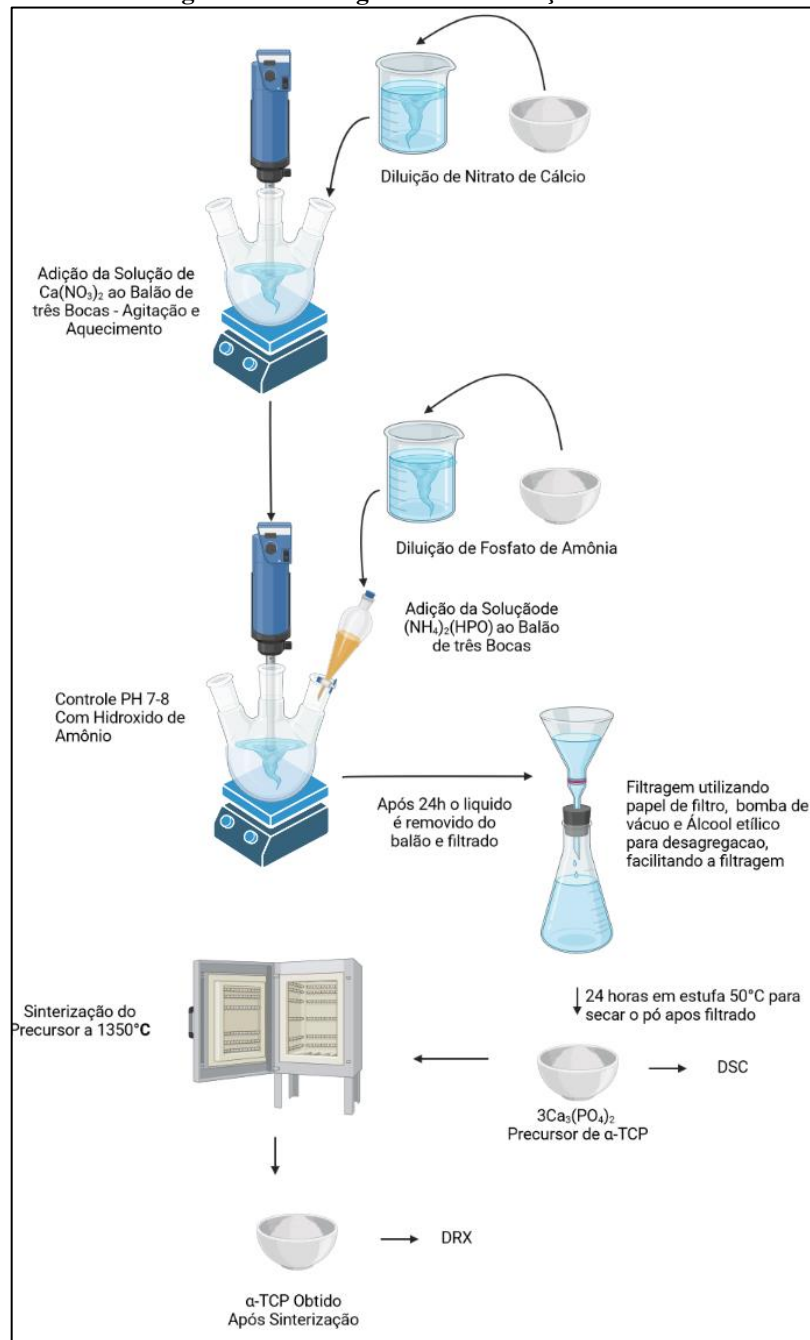 Diluição de Nitrato de Cálcio
Adição da Solução de
Ca(NO₃)₂ ao Balão de
três Bocas - Agitação e
Aquecimento
Diluição de Fosfato de Amônia
Adição da Soluçãode
(NH₄)₂(HPO) ao Balão
de três Bocas
Controle PH 7-8
Com Hidroxido de
Amônio
Após 24h o liquido
é removido do
balão e filtrado
Filtragem utilizando
papel de filtro, bomba de
vácuo e Álcool etílico
para desagregacao,
facilitando a filtragem
24 horas em estufa 50°C para
secar o pó apos filtrado
Sinterização do
Precursor a 1350°C
DSC
3Ca₃(PO₄)₂
Precursor de α-TCP
DRX
α-TCP Obtido
Após Sinterização